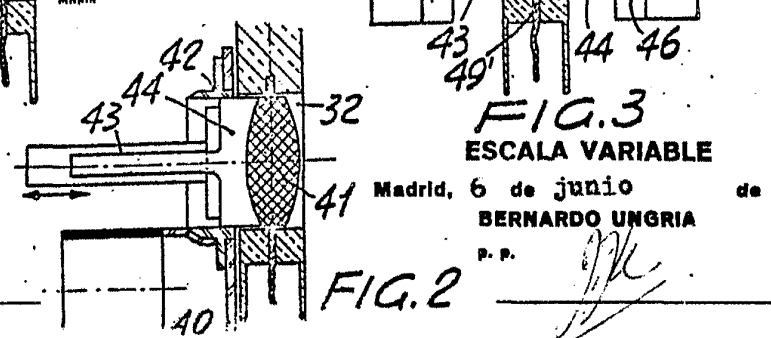 42
44
43
32
41
40
FIG.2
43
49'
44
46
FIG.3
ESCALA VARIABLE
Madrid, 6 de junio de
BERNARDO UNGRIA
P. P.